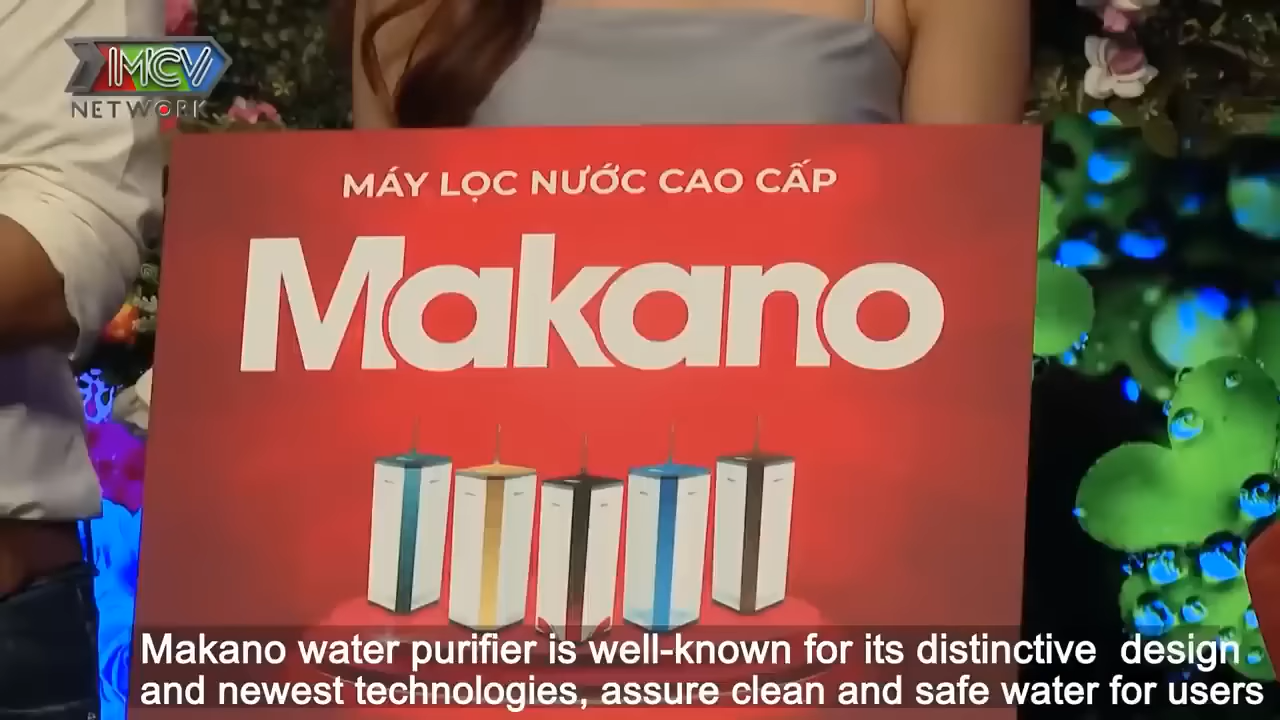 MCV
NETWORK
MÁY LỌC NƯỚC CAO CẤP
Makano
Makano water purifier is well-known for its distinctive design
and newest technologies, assure clean and safe water for users